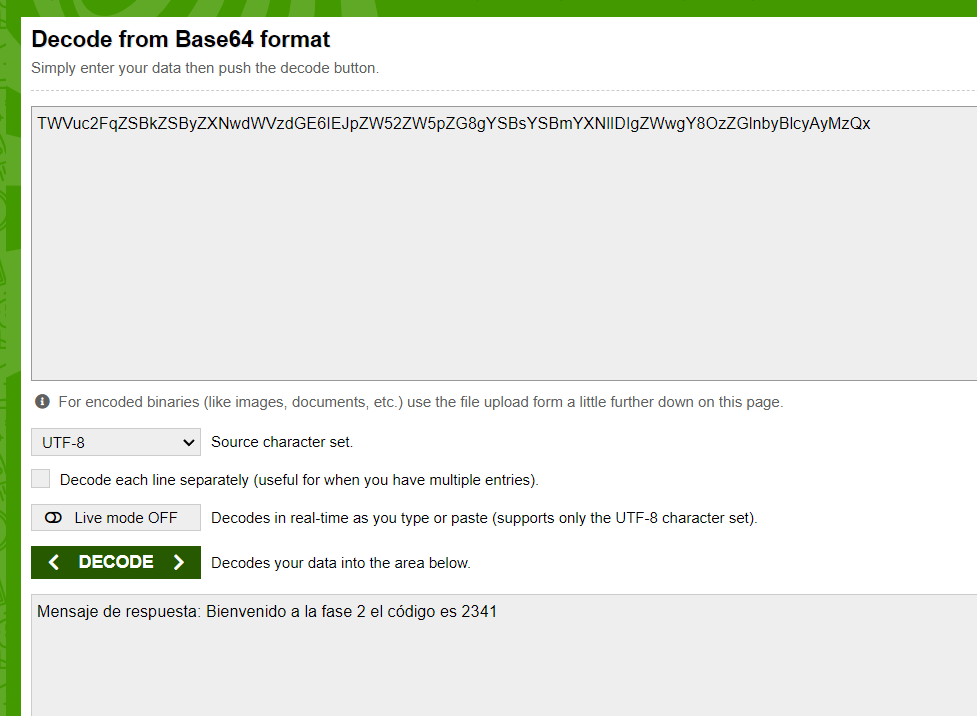 Decode from Base64 format
Simply enter your data then push the decode button.
TWVuc2FqZSBkZSByZXNwdWVzdGE6IEJpZW52ZW5pZG8gYSBsYSBmYXNlIDIgZWwgY8OzZGlnbyBlcyAyMzQx
For encoded binaries (like images, documents, etc.) use the file upload form a little further down on this page.
UTF-8 Source character set.
Decode each line separately (useful for when you have multiple entries).
Live mode OFF Decodes in real-time as you type or paste (supports only the UTF-8 character set).
DECODE Decodes your data into the area below.
Mensaje de respuesta: Bienvenido a la fase 2 el código es 2341